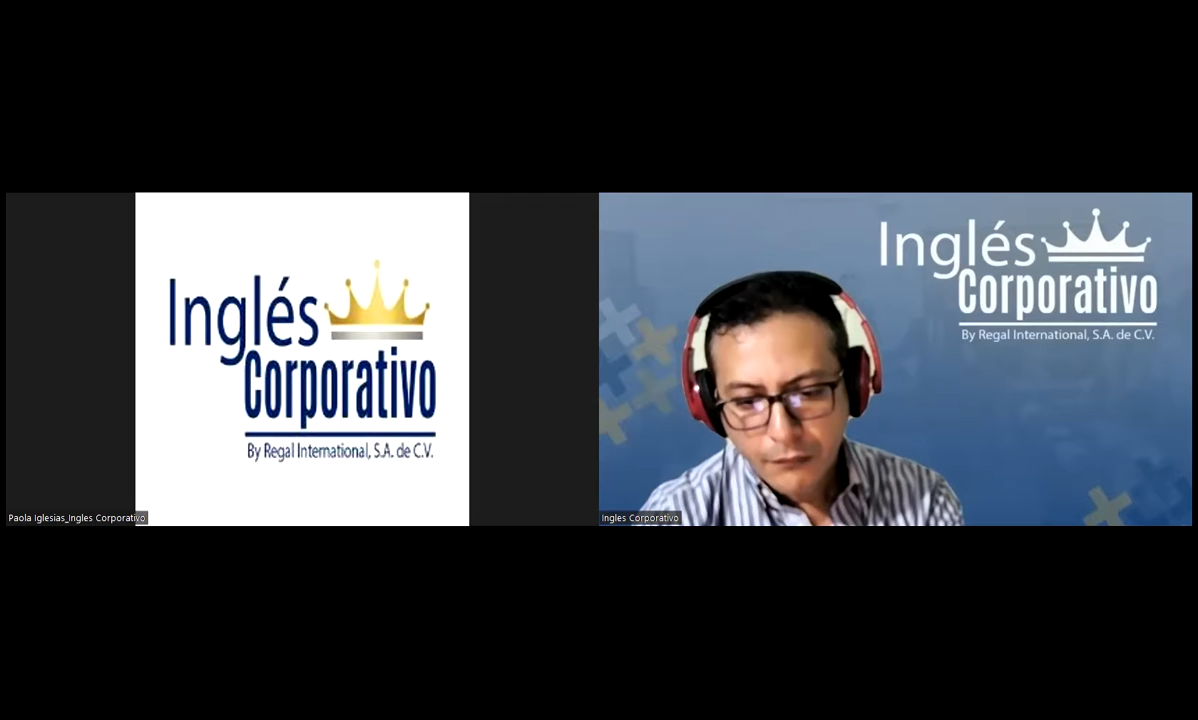 Inglés
Corporativo
By Regal International, S.A. de C.V.
Paola Iglesias_Ingles Corporativo
Inglés
Corporativo
By Regal International, S.A. de C.V.
Ingles Corporativo